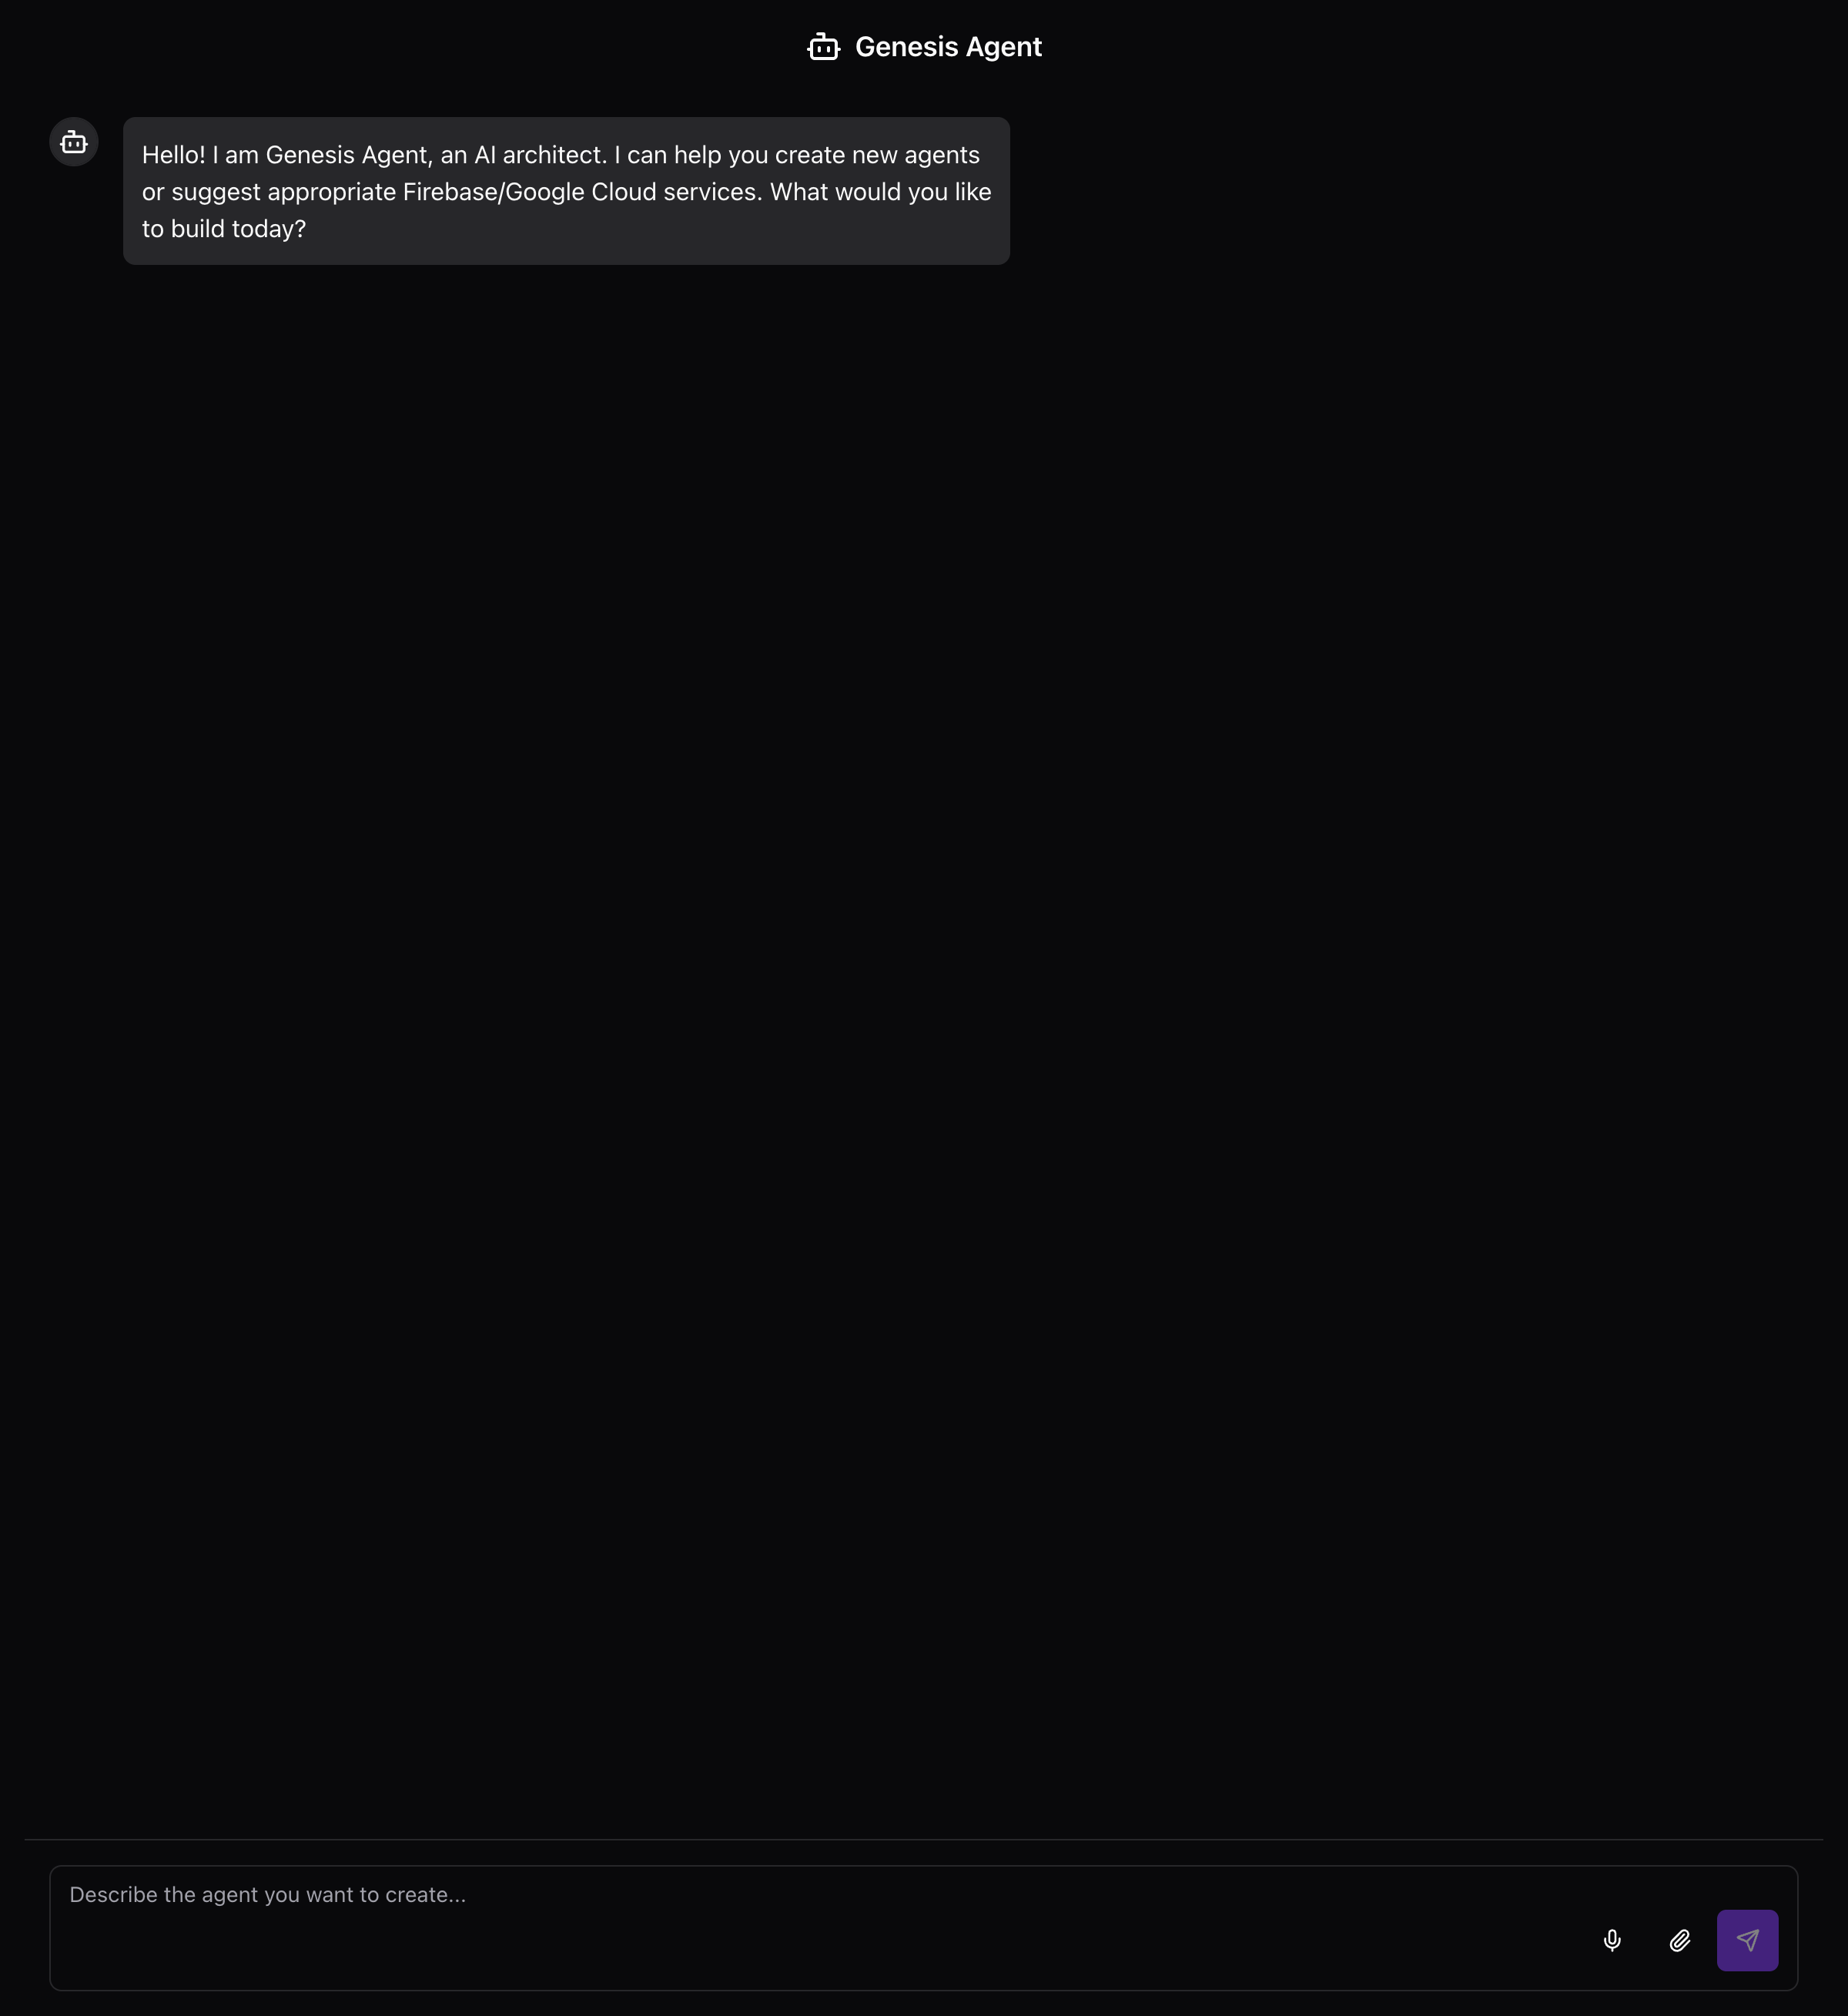 Genesis Agent
Hello! I am Genesis Agent, an AI architect. I can help you create new agents
or suggest appropriate Firebase/Google Cloud services. What would you like
to build today?
Describe the agent you want to create...